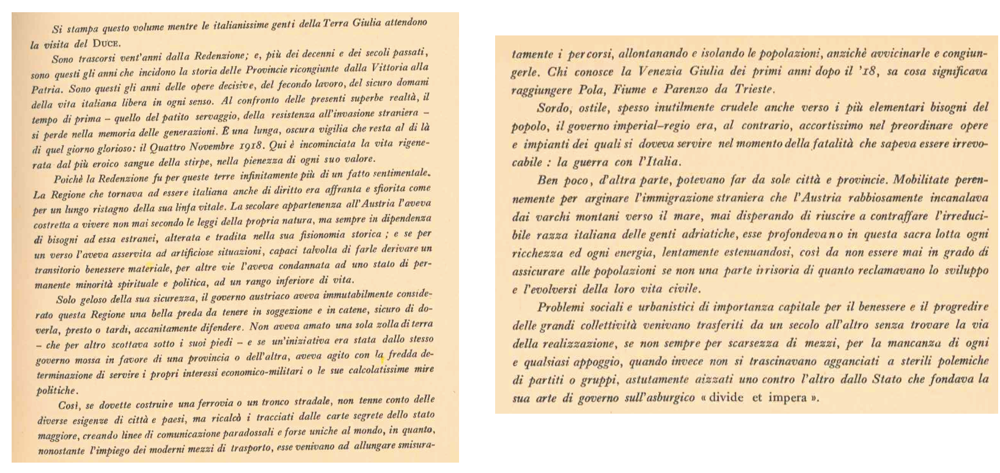 Si stampa questo volume mentre le italianissime genti della Terra Giulia attendono
la visita del DUCE.
Sono trascorsi vent'anni dalla Redenzione; e, più dei decenni e dei secoli passati,
sono questi gli anni che incidono la storia delle Provincie ricongiunte dalla Vittoria alla
Patria. Sono questi gli anni delle opere decisive, del fecondo lavoro, del sicuro domani
della vita italiana libera in ogni senso. Al confronto delle presenti superbe realtà, il
tempo di prima – quello del patito servaggio, della resistenza all'invasione straniera –
si perde nella memoria delle generazioni. È una lunga, oscura vigilia che resta al di là
di quel giorno glorioso: il Quattro Novembre 1918. Qui è incominciata la vita rigene-
rata dal più eroico sangue della stirpe, nella pienezza di ogni suo valore.
Poichè la Redenzione fu per queste terre infinitamente più di un fatto sentimentale.
La Regione che tornava ad essere italiana anche di diritto era affranta e sfiorita come
per un lungo ristagno della sua linfa vitale. La secolare appartenenza all'Austria l'aveva
costretta a vivere non mai secondo le leggi della propria natura, ma sempre in dipendenza
di bisogni ad essa estranei, alterata e tradita nella sua fisionomia storica ; e se per
un verso l'aveva asservita ad artificiose situazioni, capaci talvolta di farle derivare un
transitorio benessere materiale, per altre vie l'aveva condannata ad uno stato di per-
manente minorità spirituale e politica, ad un rango inferiore di vita.
Solo geloso della sua sicurezza, il governo austriaco aveva immutabilmente conside-
rato questa Regione una bella preda da tenere in soggezione e in catene, sicuro di do-
verla, presto o tardi, accanitamente difendere. Non aveva amato una sola zolla di terra
– che per altro scottava sotto i suoi piedi – e se un'iniziativa era stata dallo stesso
governo mossa in favore di una provincia o dell'altra, aveva agito con la fredda de-
terminazione di servire i propri interessi economico-militari o le sue calcolatissime mire
politiche.
Così, se dovette costruire una ferrovia o un tronco stradale, non tenne conto delle
diverse esigenze di città e paesi, ma ricalcò i tracciati dalle carte segrete dello stato
maggiore, creando linee di comunicazione paradossali e forse uniche al mondo, in quanto,
nonostante l'impiego dei moderni mezzi di trasporto, esse venivano ad allungare smisura-
tamente i percorsi, allontanando e isolando le popolazioni, anzichè avvicinarle e congiun-
gerle. Chi conosce la Venezia Giulia dei primi anni dopo il '18, sa cosa significava
raggiungere Pola, Fiume e Parenzo da Trieste.
Sordo, ostile, spesso inutilmente crudele anche verso i più elementari bisogni del
popolo, il governo imperial–regio era, al contrario, accortissimo nel preordinare opere
e impianti dei quali si doveva servire nel momento della fatalità che sapeva essere irrevo-
cabile : la guerra con l'Italia.
Ben poco, d'altra parte, potevano far da sole città e provincie. Mobilitate peren-
nemente per arginare l'immigrazione straniera che l'Austria rabbiosamente incanalava
dai varchi montani verso il mare, mai disperando di riuscire a contraffare l'irreduci-
bile razza italiana delle genti adriatiche, esse profondevano in questa sacra lotta ogni
ricchezza ed ogni energia, lentamente estenuandosi, così da non essere mai in grado di
assicurare alle popolazioni se non una parte irrisoria di quanto reclamavano lo sviluppo
e l'evolversi della loro vita civile.
Problemi sociali e urbanistici di importanza capitale per il benessere e il progredire
delle grandi collettività venivano trasferiti da un secolo all'altro senza trovare la via
della realizzazione, se non sempre per scarsezza di mezzi, per la mancanza di ogni
e qualsiasi appoggio, quando invece non si trascinavano agganciati a sterili polemiche
di partiti o gruppi, astutamente aizzati uno contro l'altro dallo Stato che fondava la
sua arte di governo sull'asburgico « divide et impera ».